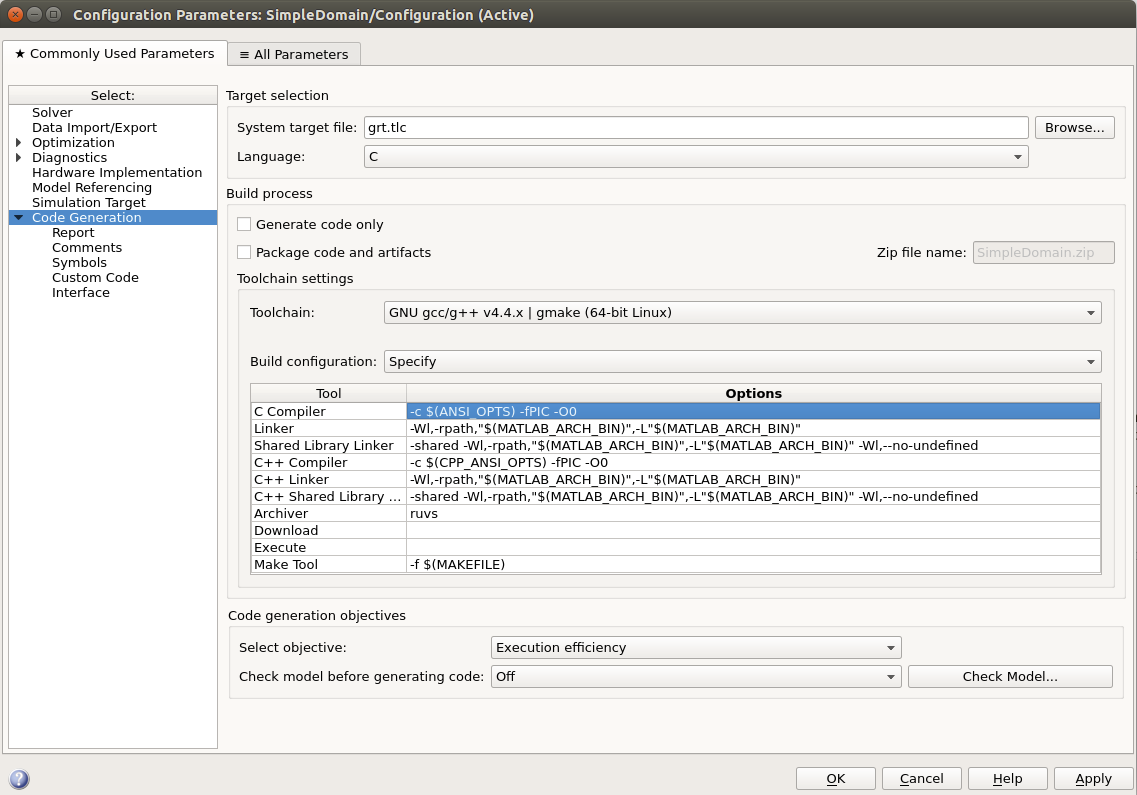 Configuration Parameters: SimpleDomain/Configuration (Active)
★ Commonly Used Parameters
≡ All Parameters
Select:
Solver
Data Import/Export
Optimization
Diagnostics
Hardware Implementation
Model Referencing
Simulation Target
Code Generation
Report
Comments
Symbols
Custom Code
Interface
Target selection
System target file: grt.tlc Browse...
Language: C
Build process
Generate code only
Package code and artifacts Zip file name: SimpleDomain.zip
Toolchain settings
Toolchain: GNU gcc/g++ v4.4.x | gmake (64-bit Linux)
Build configuration: Specify
Tool Options
C Compiler -c $(ANSI_OPTS) -fPIC -O0
Linker -Wl,-rpath,"$(MATLAB_ARCH_BIN)",-L"$(MATLAB_ARCH_BIN)"
Shared Library Linker -shared -Wl,-rpath,"$(MATLAB_ARCH_BIN)",-L"$(MATLAB_ARCH_BIN)" -Wl,--no-undefined
C++ Compiler -c $(CPP_ANSI_OPTS) -fPIC -O0
C++ Linker -Wl,-rpath,"$(MATLAB_ARCH_BIN)",-L"$(MATLAB_ARCH_BIN)"
C++ Shared Library ... -shared -Wl,-rpath,"$(MATLAB_ARCH_BIN)",-L"$(MATLAB_ARCH_BIN)" -Wl,--no-undefined
Archiver ruvs
Download
Execute
Make Tool -f $(MAKEFILE)
Code generation objectives
Select objective: Execution efficiency
Check model before generating code: Off Check Model...
? OK Cancel Help Apply